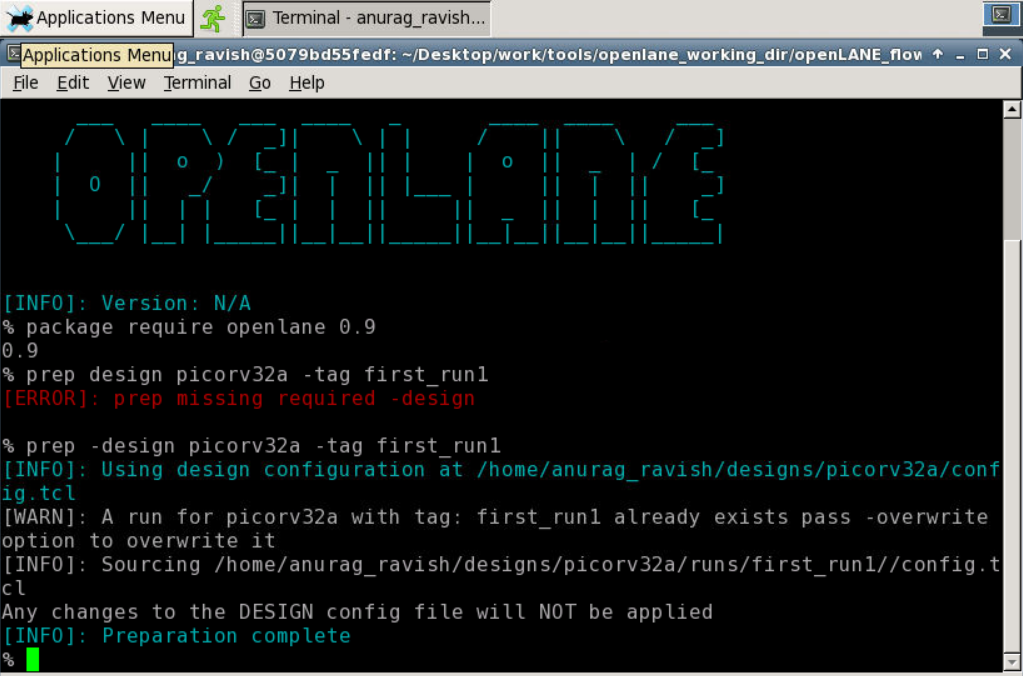 Applications Menu
Terminal - anurag_ravish...
Applications Menu
g_ravish@5079bd55fedf: ~/Desktop/work/tools/openlane_working_dir/openLANE_flow
File Edit View Terminal Go Help
OPENLANE
[INFO]: Version: N/A
% package require openlane 0.9
0.9
% prep design picorv32a -tag first_run1
[ERROR]: prep missing required -design
% prep -design picorv32a -tag first_run1
[INFO]: Using design configuration at /home/anurag_ravish/designs/picorv32a/conf
ig.tcl
[WARN]: A run for picorv32a with tag: first_run1 already exists pass -overwrite
option to overwrite it
[INFO]: Sourcing /home/anurag_ravish/designs/picorv32a/runs/first_run1//config.t
cl
Any changes to the DESIGN config file will NOT be applied
[INFO]: Preparation complete
%